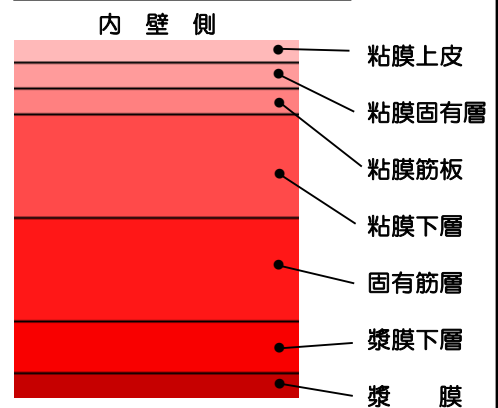 内 壁 側
粘膜上皮
粘膜固有層
粘膜筋板
粘膜下層
固有筋層
漿膜下層
漿 膜